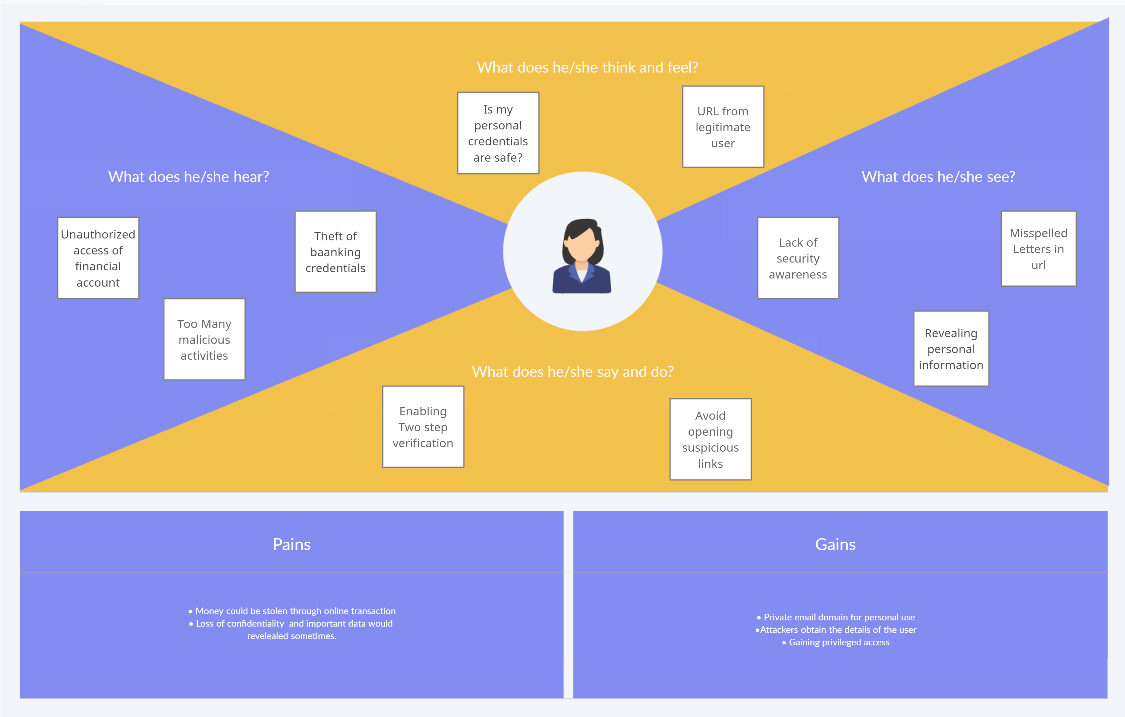 What does he/she think and feel?
Is my
personal
credentials
are safe?
URL from
legitimate
user
What does he/she hear?
Unauthorized
access of
financial
account
Theft of
baanking
credentials
Too Many
malicious
activities
What does he/she see?
Lack of
security
awareness
Misspelled
Letters in
url
Revealing
personal
information
What does he/she say and do?
Enabling
Two step
verification
Avoid
opening
suspicious
links
Pains
• Money could be stolen through online transaction
• Loss of confidentiality and important data would
revelealed sometimes.
Gains
• Private email domain for personal use
•Attackers obtain the details of the user
• Gaining privileged access